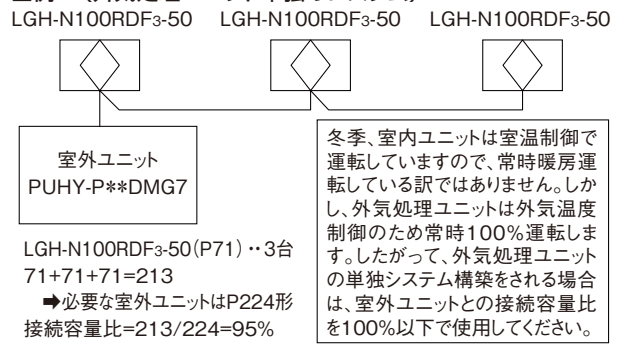 LGH-N100RDF3-50 LGH-N100RDF3-50 LGH-N100RDF3-50
室外ユニット
PUHY-P**DMG7
LGH-N100RDF3-50(P71)‥3台
71+71+71=213
➡必要な室外ユニットはP224形
接続容量比=213/224=95%
冬季、室内ユニットは室温制御で
運転していますので、常時暖房運
転している訳ではありません。しか
し、外気処理ユニットは外気温度
制御のため常時100%運転しま
す。したがって、外気処理ユニット
の単独システム構築をされる場合
は、室外ユニットとの接続容量比
を100%以下で使用してください。